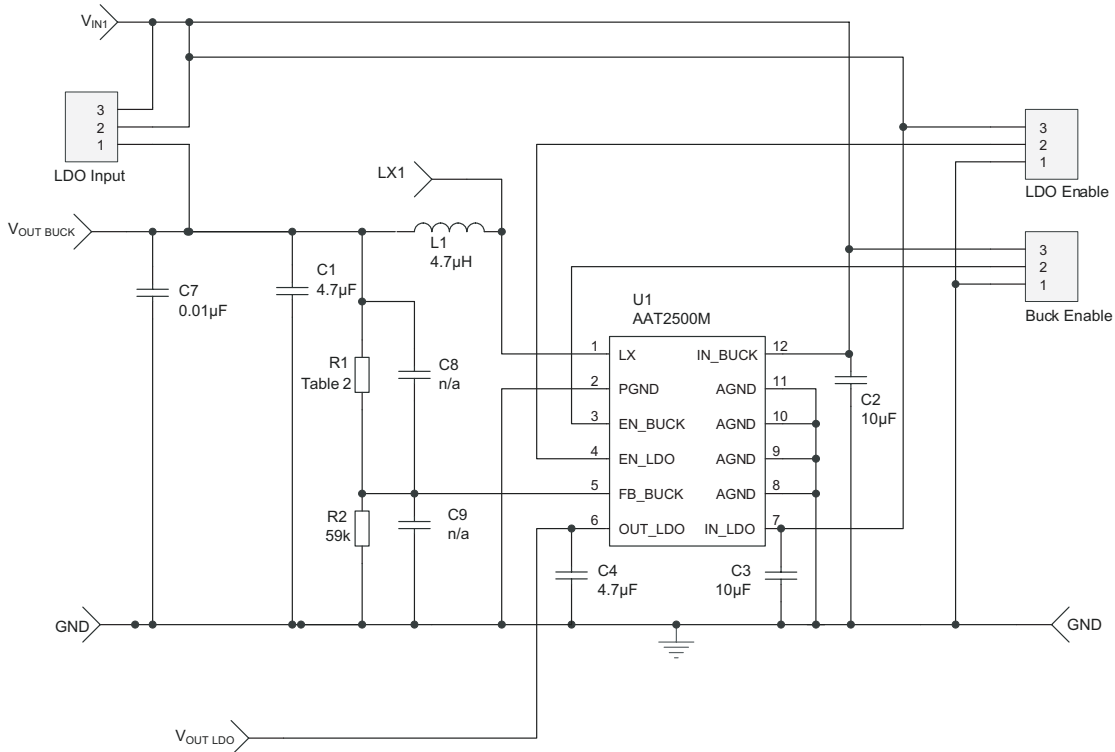 VIN1
3
2
1
LDO Input
LX1
3
2
1
LDO Enable
VOUT BUCK
L1
4.7µH
C7
0.01µF
C1
4.7µF
3
2
1
Buck Enable
U1
AAT2500M
R1
Table 2
C8
n/a
1 LX IN_BUCK 12
2 PGND AGND 11
3 EN_BUCK AGND 10
4 EN_LDO AGND 9
5 FB_BUCK AGND 8
6 OUT_LDO IN_LDO 7
C2
10µF
R2
59k
C9
n/a
C4
4.7µF
C3
10µF
GND
GND
VOUT LDO